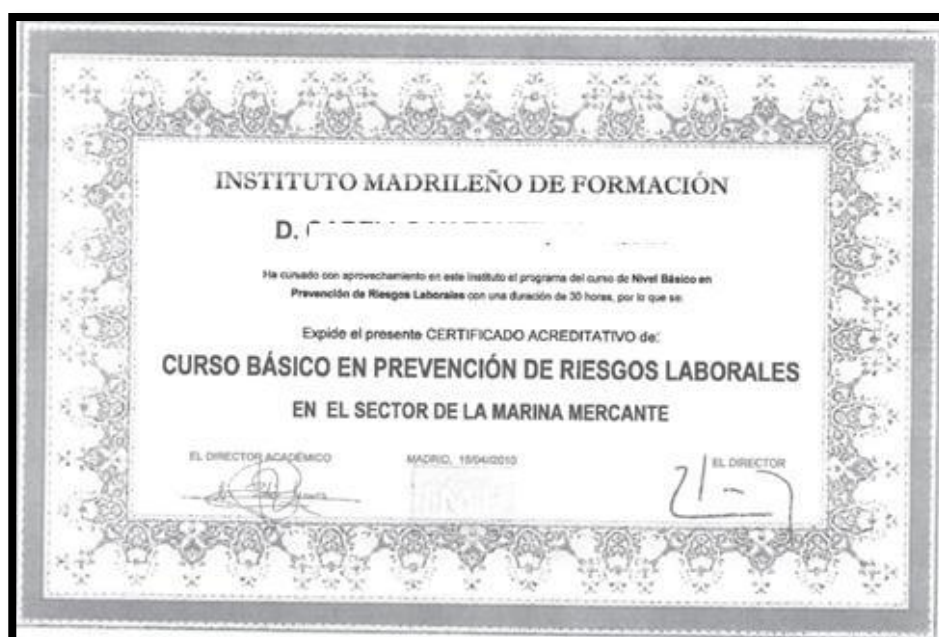 INSTITUTO MADRILEÑO DE FORMACIÓN
D.
Ha cursado con aprovechamiento en este Instituto el programa del curso de Nivel Básico en
Prevención de Riesgos Laborales con una duración de 30 horas, por lo que se:
Expide el presente CERTIFICADO ACREDITATIVO de:
CURSO BÁSICO EN PREVENCIÓN DE RIESGOS LABORALES
EN EL SECTOR DE LA MARINA MERCANTE
EL DIRECTOR ACADÉMICO
MADRID,
EL DIRECTOR